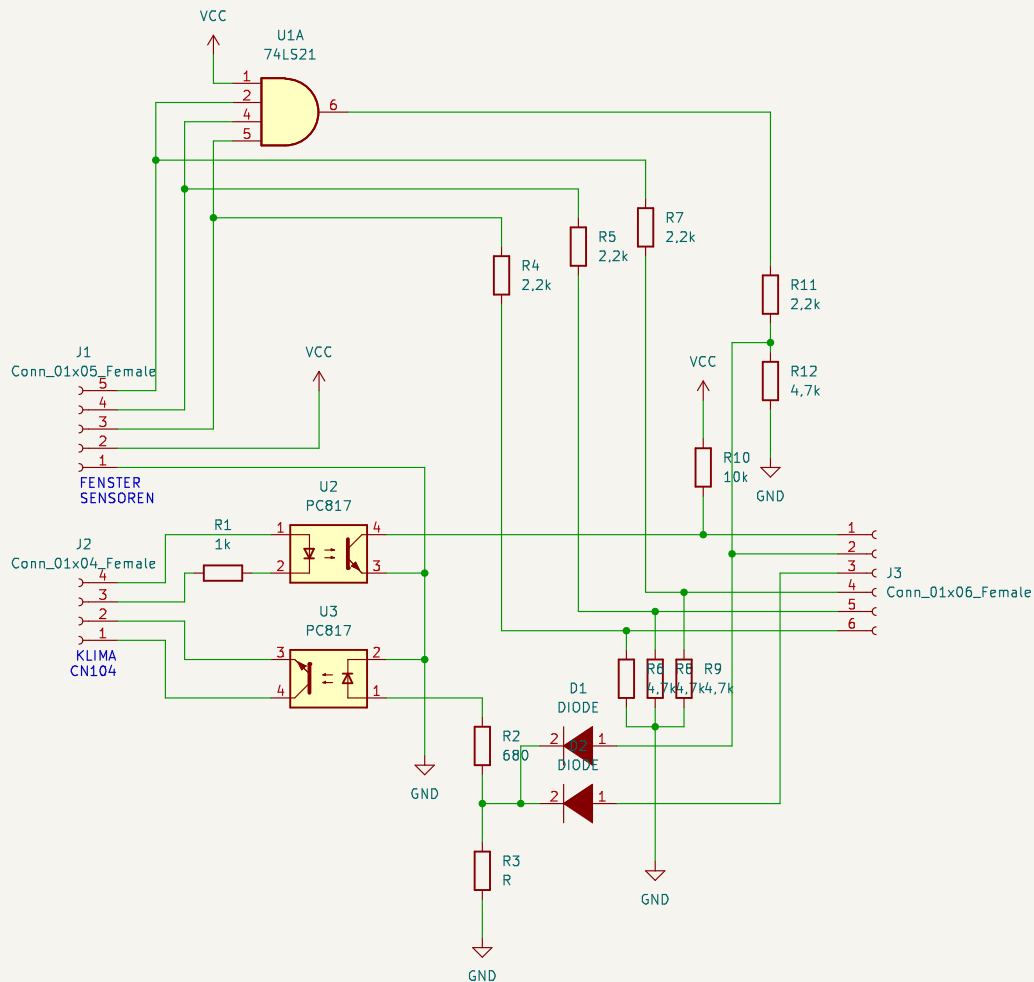 VCC
U1A
74LS21
1
2
4
5
6
R7
2,2k
R5
2,2k
R4
2,2k
R11
2,2k
J1
Conn_01x05_Female
5
4
3
2
1
FENSTER
SENSOREN
VCC
VCC
R12
4,7k
R10
10k
GND
U2
PC817
1
2
4
3
R1
1k
J2
Conn_01x04_Female
4
3
2
1
KLIMA
CN104
U3
PC817
3
4
2
1
1
2
3
4
5
6
J3
Conn_01x06_Female
R6
4,7k
R8
4,7k
R9
4,7k
D1
DIODE
2
1
D2
DIODE
2
1
R2
680
GND
R3
R
GND
GND